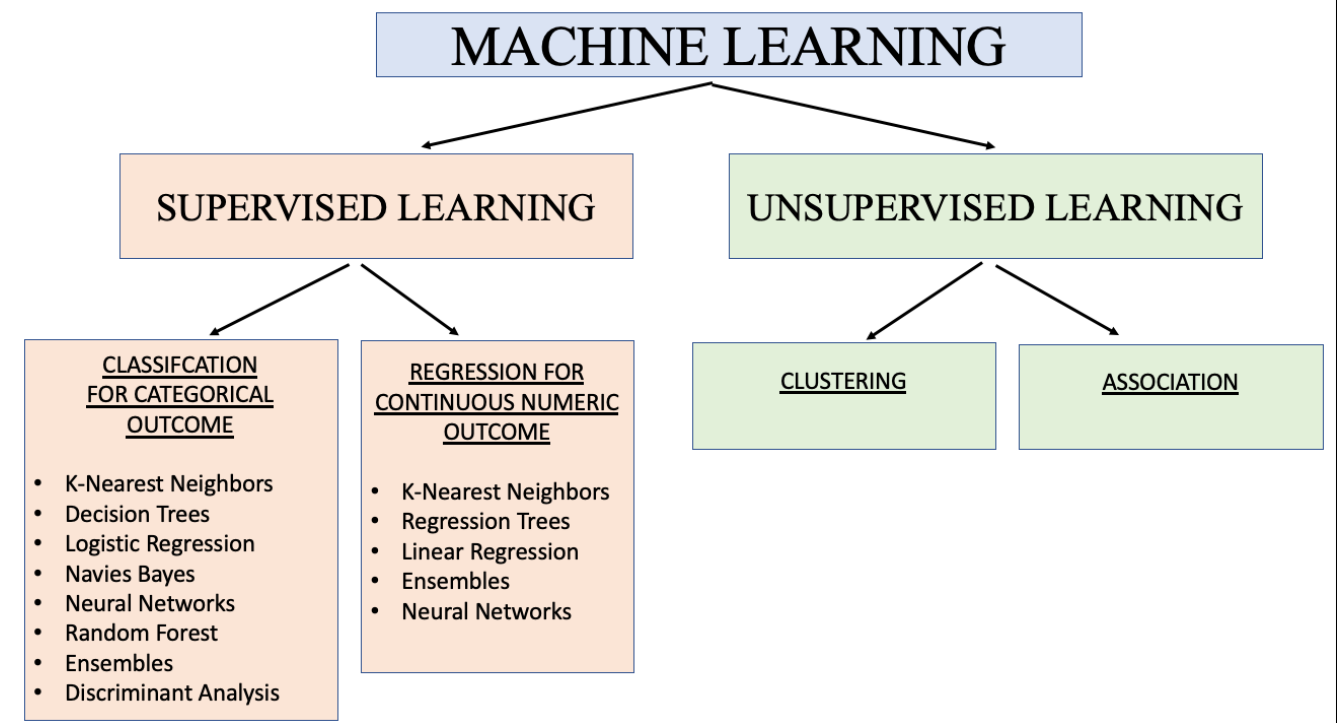 MACHINE LEARNING
SUPERVISED LEARNING
UNSUPERVISED LEARNING
CLASSIFCATION
FOR CATEGORICAL
OUTCOME
• K-Nearest Neighbors
• Decision Trees
• Logistic Regression
• Navies Bayes
• Neural Networks
• Random Forest
• Ensembles
• Discriminant Analysis
REGRESSION FOR
CONTINUOUS NUMERIC
OUTCOME
• K-Nearest Neighbors
• Regression Trees
• Linear Regression
• Ensembles
• Neural Networks
CLUSTERING
ASSOCIATION